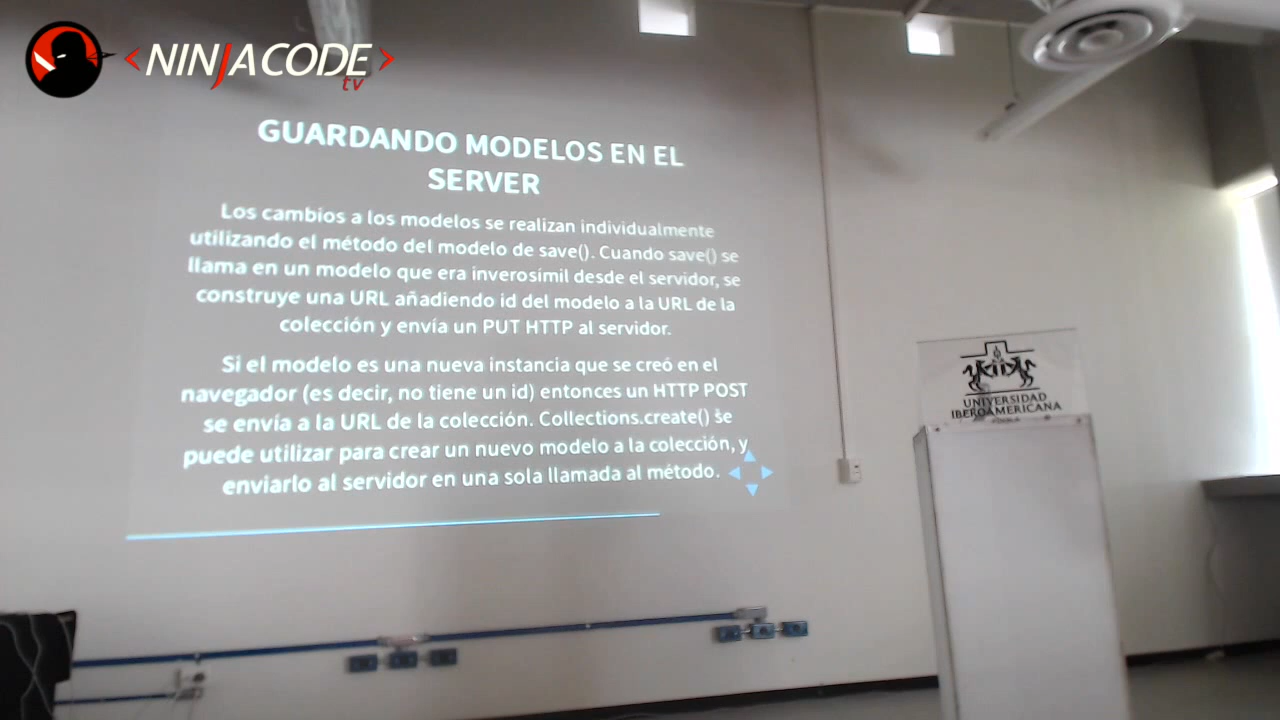 <NINJACODE>
tv
GUARDANDO MODELOS EN EL
SERVER
Los cambios a los modelos se realizan individualmente
utilizando el método del modelo de save(). Cuando save() se
llama en un modelo que era inverosímil desde el servidor, se
construye una URL añadiendo id del modelo a la URL de la
colección y envía un PUT HTTP al servidor.
Si el modelo es una nueva instancia que se creó en el
navegador (es decir, no tiene un id) entonces un HTTP POST
se envía a la URL de la colección. Collections.create() se
puede utilizar para crear un nuevo modelo a la colección, y
enviarlo al servidor en una sola llamada al método.
UNIVERSIDAD
IBEROAMERICANA